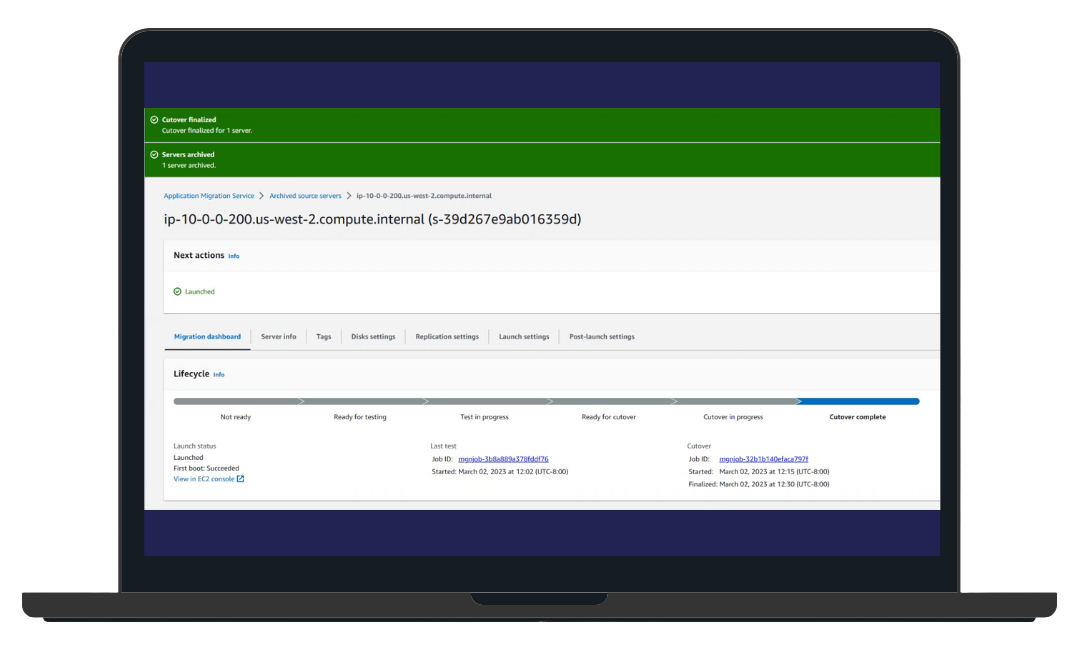 Cutover finalized
Cutover finalized for 1 server.
Servers archived
1 server archived.
Application Migration Service > Archived source servers > ip-10-0-0-200.us-west-2.compute.internal
ip-10-0-0-200.us-west-2.compute.internal (s-39d267e9ab016359d)
Next actions Info
Launched
Migration dashboard Server info Tags Disks settings Replication settings Launch settings Post-launch settings
Lifecycle Info
Not ready Ready for testing Test in progress Ready for cutover Cutover in progress Cutover complete
Launch status Last test Cutover
Launched Job ID: mgnjob-3b8a889a378fddf76 Job ID: mgnjob-32b1b140efaca797f
First boot: Succeeded Started: March 02, 2023 at 12:02 (UTC-8:00) Started: March 02, 2023 at 12:15 (UTC-8:00)
View in EC2 console Finalized: March 02, 2023 at 12:30 (UTC-8:00)